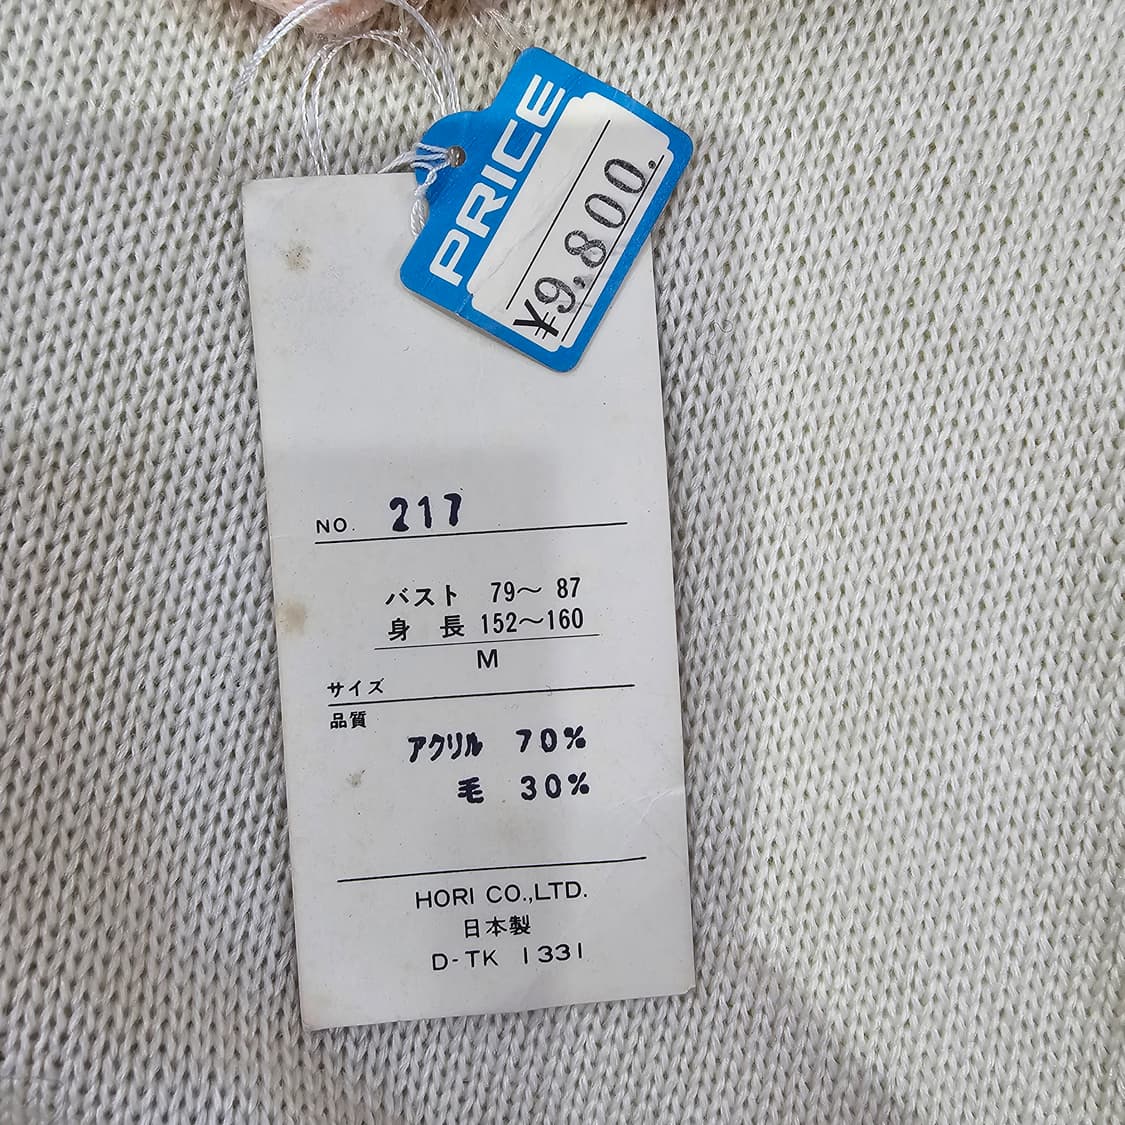 PRICE
¥9,800.
NO. 217
バスト 79〜87
身 長 152〜160
M
サイズ
品質
アクリル 70%
毛 30%
HORI CO.,LTD.
日本製
D-TK 1331